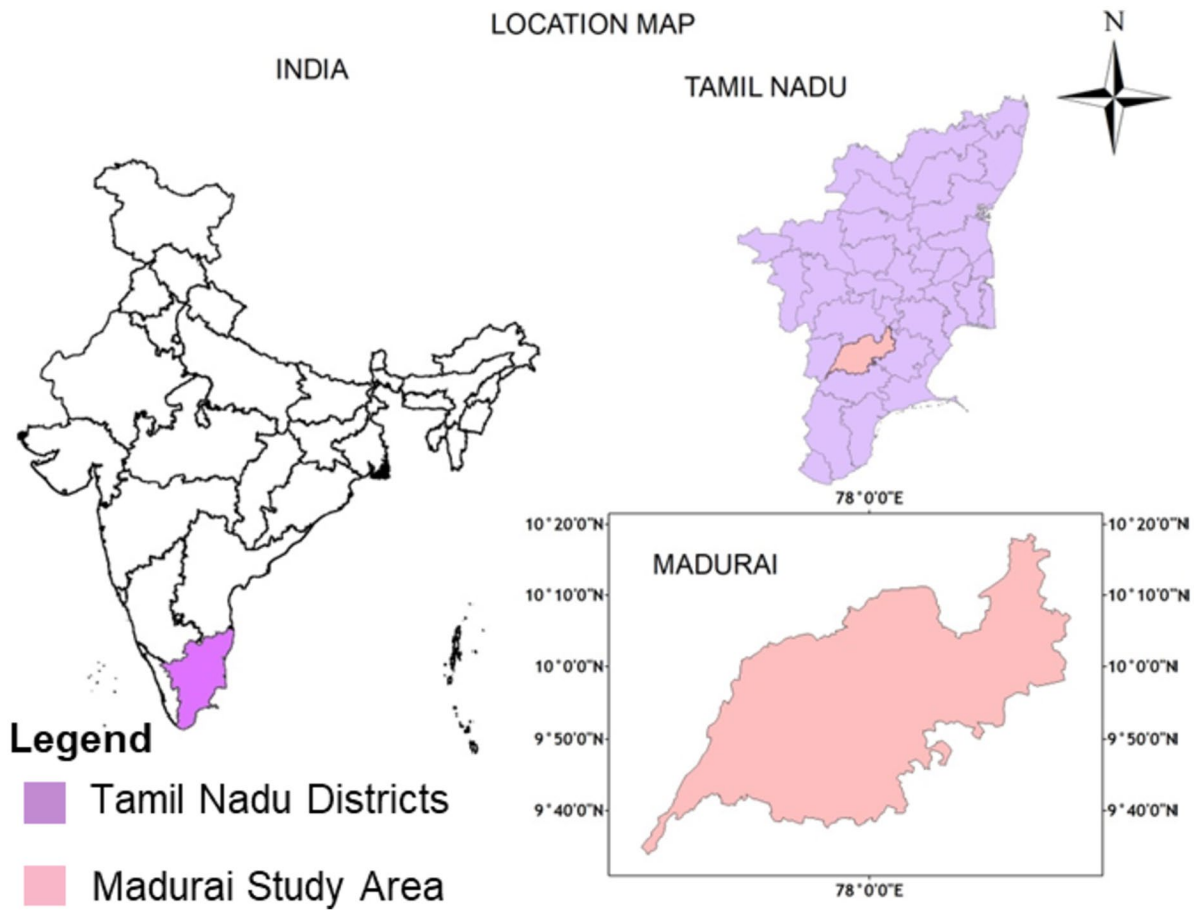 LOCATION MAP
N
INDIA
TAMIL NADU
78°0'0"E
10°20'0"N
10°20'0"N
MADURAI
10°10'0"N
10°10'0"N
10°0'0"N
10°0'0"N
Legend
9°50'0"N
9°50'0"N
Tamil Nadu Districts
9°40'0"N
9°40'0"N
Madurai Study Area
78°0'0"E